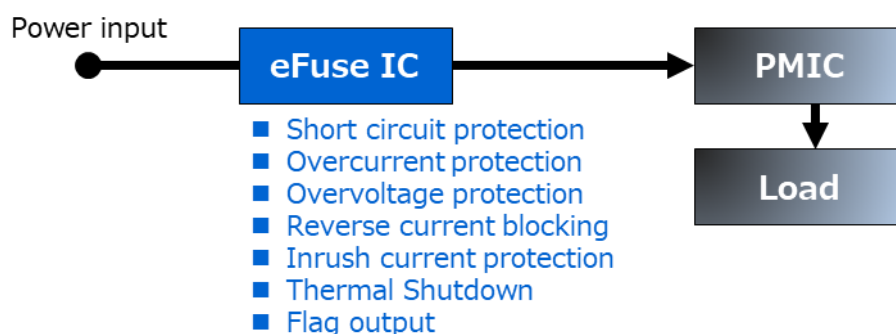 Power input
eFuse IC
PMIC
Short circuit protection
Overcurrent protection
Overvoltage protection
Load
Reverse current blocking
Inrush current protection
Thermal Shutdown
Flag output